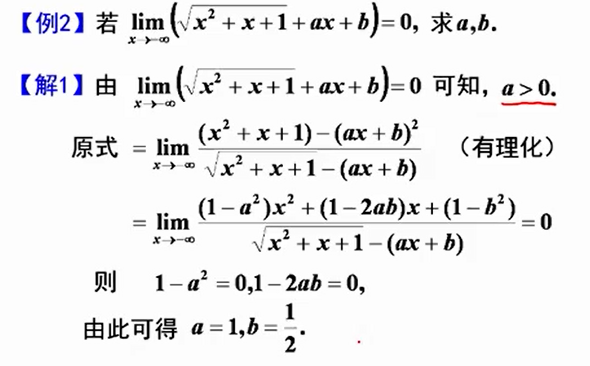 【例2】若 lim_{x→-∞}(√(x²+x+1)+ax+b)=0, 求a,b.
【解1】由 lim_{x→-∞}(√(x²+x+1)+ax+b)=0 可知, a>0.
原式 = lim_{x→-∞} ((x²+x+1)-(ax+b)²)/(√(x²+x+1)-(ax+b)) （有理化）
= lim_{x→-∞} ((1-a²)x²+(1-2ab)x+(1-b²))/(√(x²+x+1)-(ax+b)) =0
则 1-a²=0,1-2ab=0,
由此可得 a=1,b=1/2.